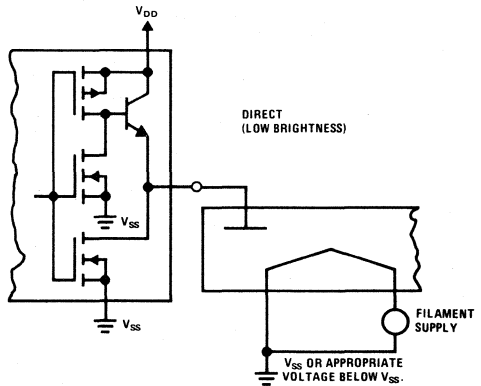 VDD
DIRECT
(LOW BRIGHTNESS)
VSS
VSS
FILAMENT
SUPPLY
VSS OR APPROPRIATE
VOLTAGE BELOW VSS.